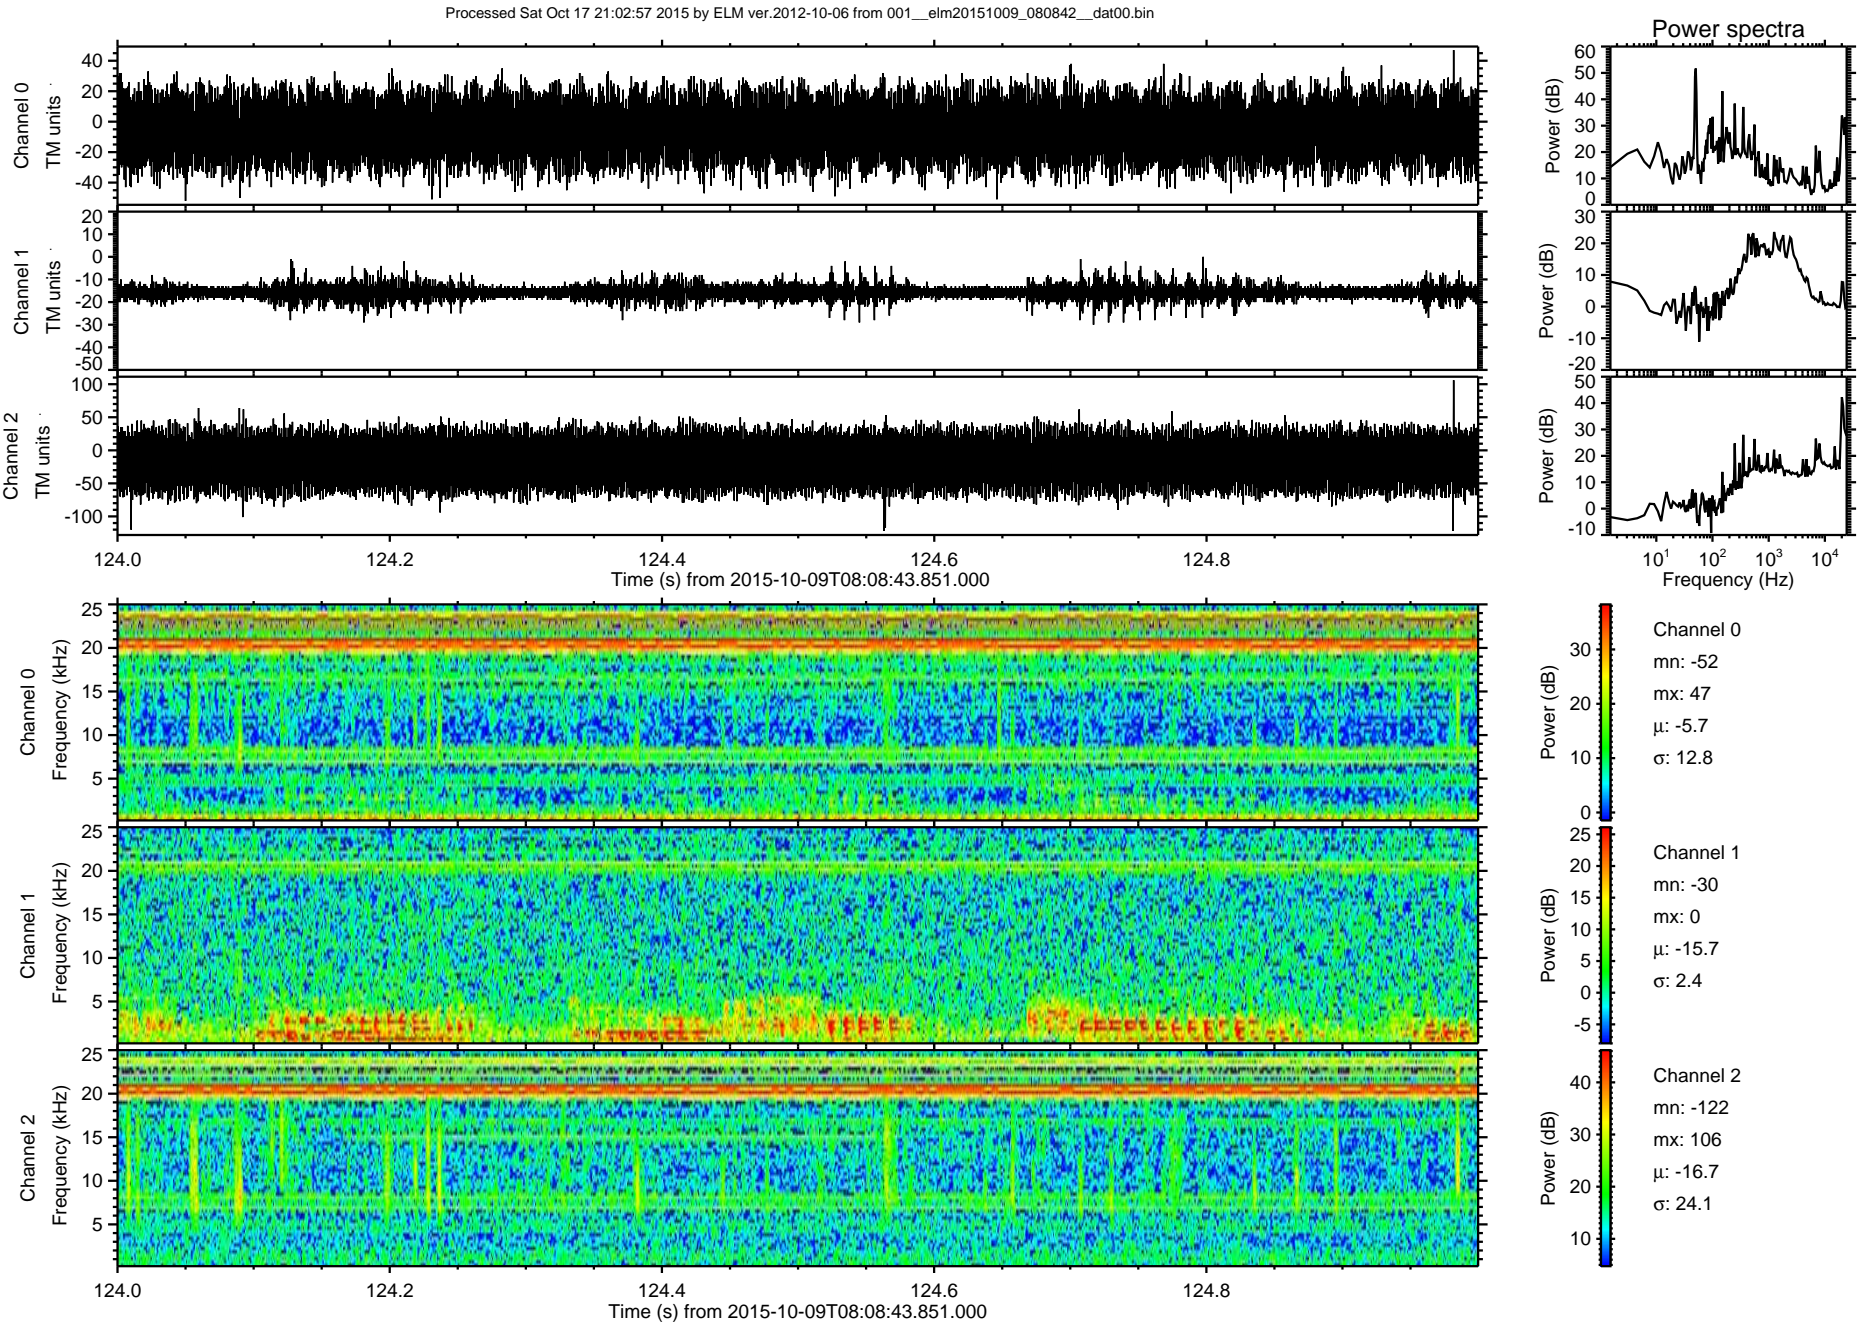 Processed Sat Oct 17 21:02:57 2015 by ELM ver.2012-10-06 from 001__elm20151009_080842__dat00.bin
Power spectra
Channel 0
TM units
40
20
0
-20
-40
Power (dB)
60
50
40
30
20
10
0
Channel 1
TM units
20
10
0
-10
-20
-30
-40
-50
Power (dB)
30
20
10
0
-10
-20
Channel 2
TM units
100
50
0
-50
-100
Power (dB)
50
40
30
20
10
0
-10
124.0 124.2 124.4 124.6 124.8
Time (s) from 2015-10-09T08:08:43.851.000
10¹ 10² 10³ 10⁴
Frequency (Hz)
Channel 0
Frequency (kHz)
25
20
15
10
5
Power (dB)
30
20
10
0
Channel 0
mn: -52
mx: 47
μ: -5.7
σ: 12.8
Channel 1
Frequency (kHz)
25
20
15
10
5
Power (dB)
25
20
15
10
5
0
-5
Channel 1
mn: -30
mx: 0
μ: -15.7
σ: 2.4
Channel 2
Frequency (kHz)
25
20
15
10
5
Power (dB)
40
30
20
10
Channel 2
mn: -122
mx: 106
μ: -16.7
σ: 24.1
124.0 124.2 124.4 124.6 124.8
Time (s) from 2015-10-09T08:08:43.851.000